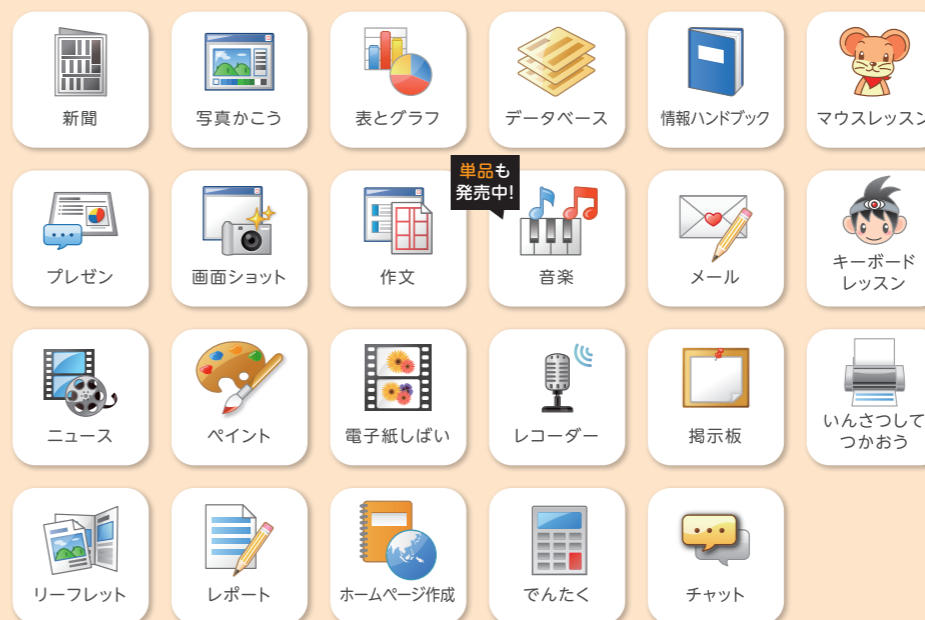 新聞
写真かこう
表とグラフ
データベース
情報ハンドブック
マウスレッスン
単品も
発売中!
プレゼン
画面ショット
作文
音楽
メール
キーボード
レッスン
ニュース
ペイント
電子紙しばい
レコーダー
掲示板
いんさつして
つかおう
リーフレット
レポート
ホームページ作成
でんたく
チャット